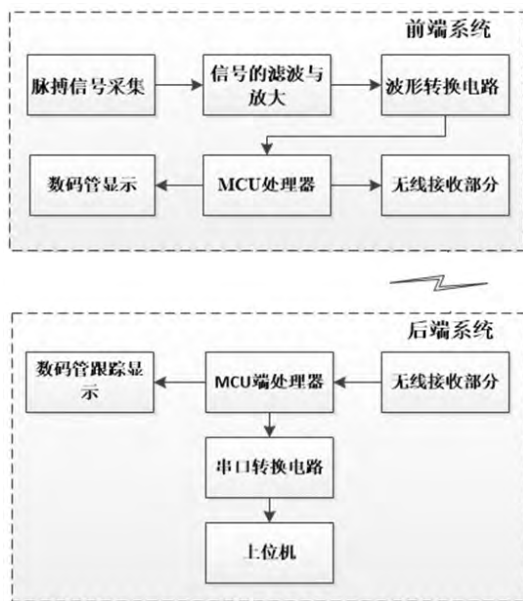 前端系统
脉搏信号采集
信号的滤波与
放大
波形转换电路
数码管显示
MCU处理器
无线接收部分
后端系统
数码管跟踪显
示
MCU端处理器
无线接收部分
串口转换电路
上位机